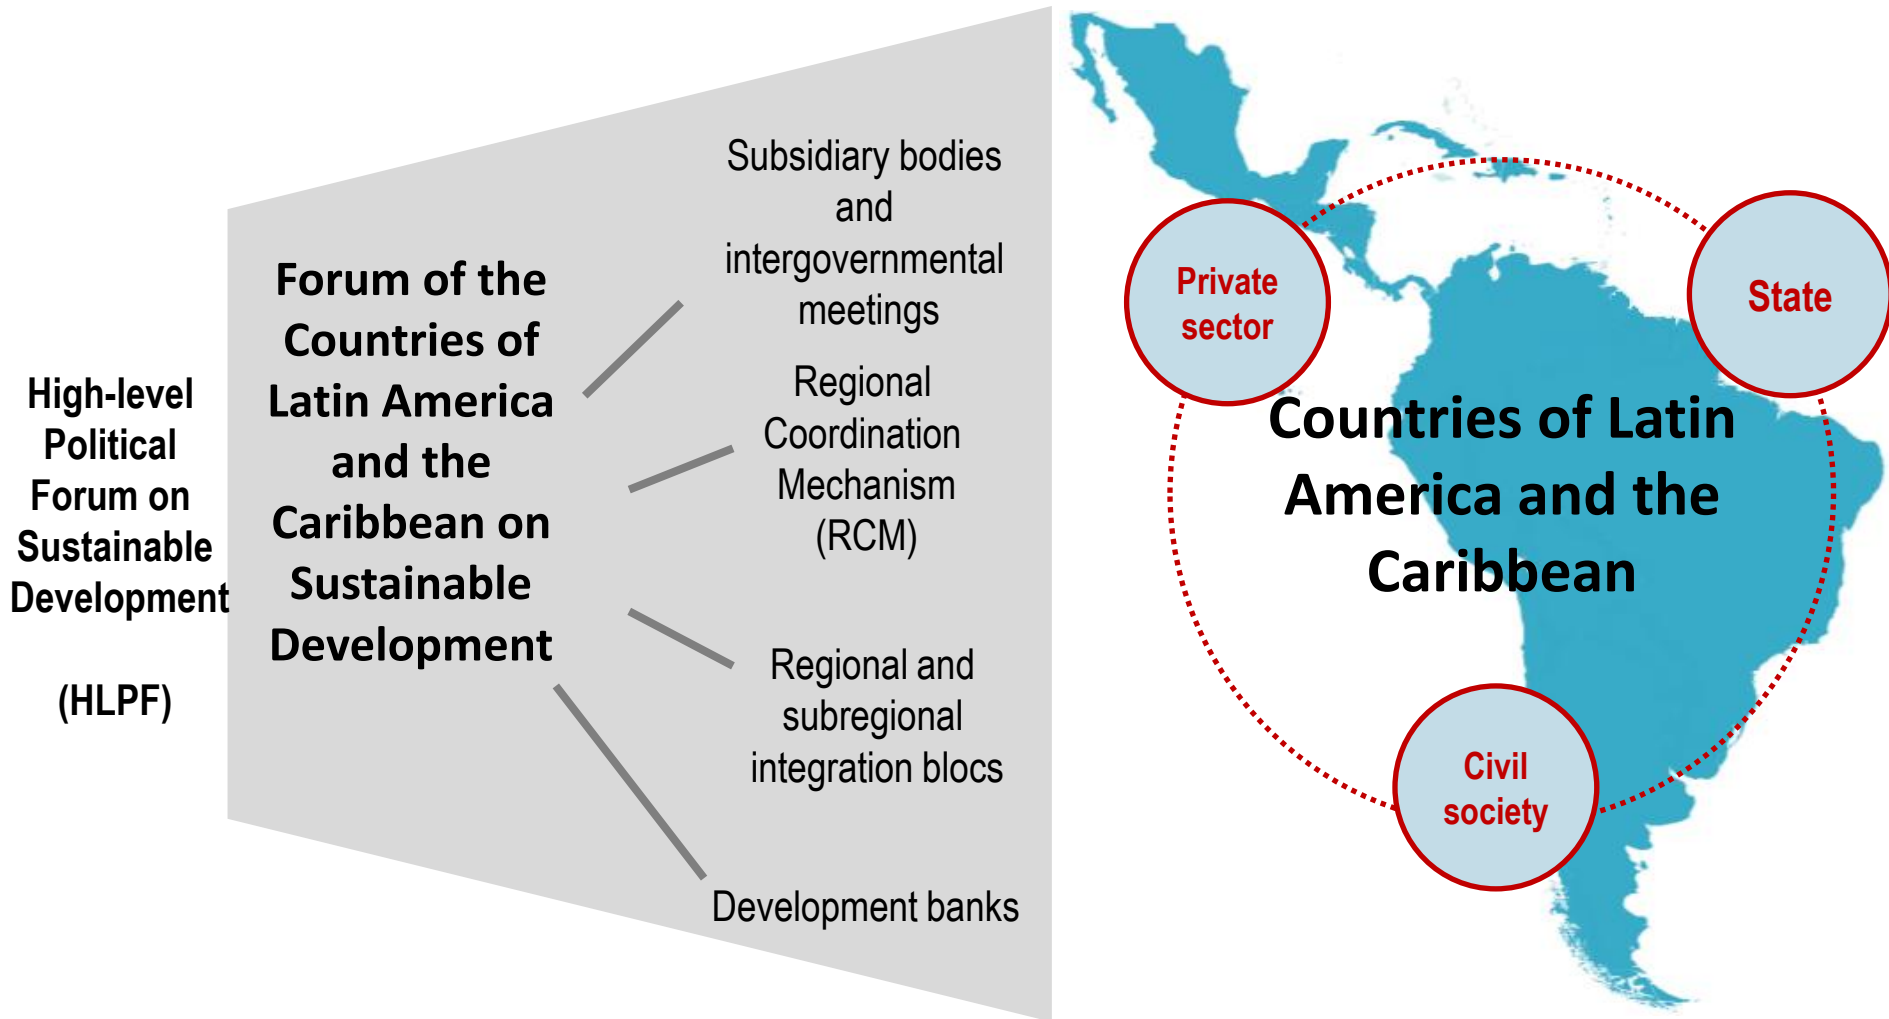 High-level
Political
Forum on
Sustainable
Development
(HLPF)
Forum of the
Countries of
Latin America
and the
Caribbean on
Sustainable
Development
Subsidiary bodies
and
intergovernmental
meetings
Regional
Coordination
Mechanism
(RCM)
Regional and
subregional
integration blocs
Development banks
Private
sector
State
Countries of Latin
America and the
Caribbean
Civil
society